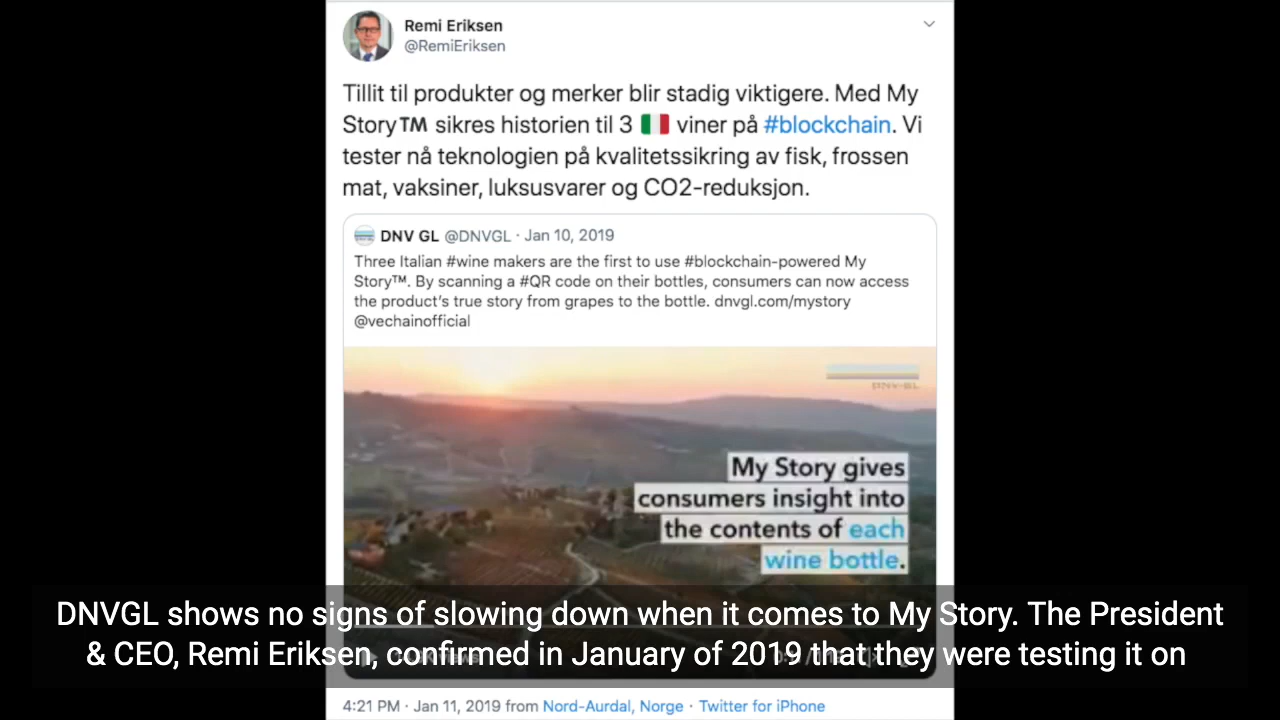 Remi Eriksen
@RemiEriksen
Tillit til produkter og merker blir stadig viktigere. Med My
Story™ sikres historien til 3 🇮🇹 viner på #blockchain. Vi
tester nå teknologien på kvalitetssikring av fisk, frossen
mat, vaksiner, luksusvarer og CO2-reduksjon.
DNV GL @DNVGL · Jan 10, 2019
Three Italian #wine makers are the first to use #blockchain-powered My
Story™. By scanning a #QR code on their bottles, consumers can now access
the product's true story from grapes to the bottle. dnvgl.com/mystory
@vechainofficial
DNV·GL
My Story gives
consumers insight into
the contents of each
wine bottle.
DNVGL shows no signs of slowing down when it comes to My Story. The President
& CEO, Remi Eriksen, confirmed in January of 2019 that they were testing it on
4:21 PM · Jan 11, 2019 from Nord-Aurdal, Norge · Twitter for iPhone